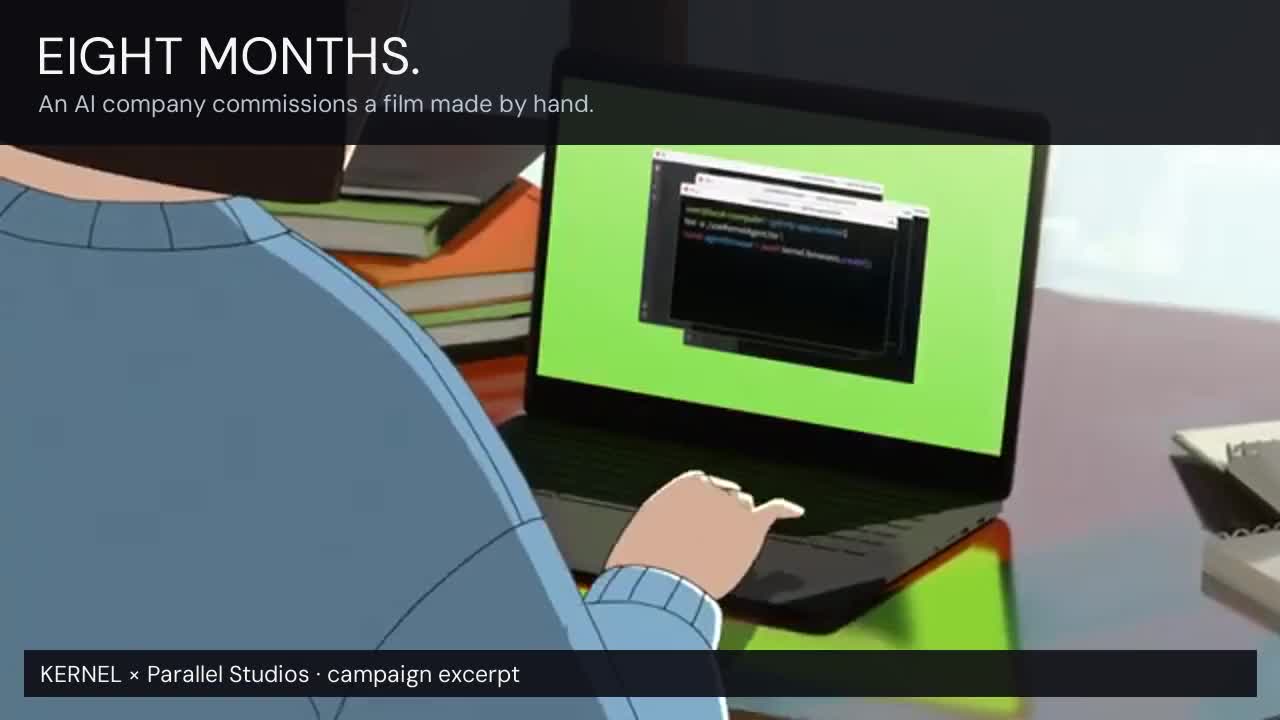 EIGHT MONTHS.
An AI company commissions a film made by hand.
KERNEL × Parallel Studios · campaign excerpt